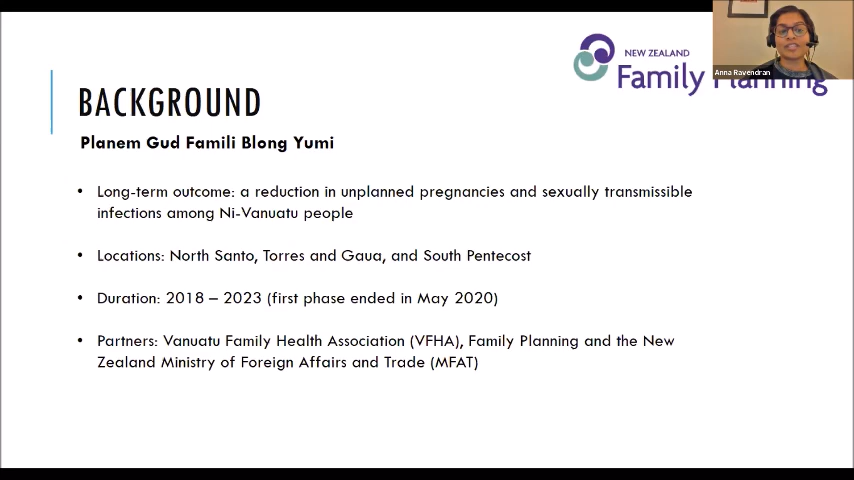 NEW ZEALAND
Family Planning
Anna Ravendran
BACKGROUND
Planem Gud Famili Blong Yumi
• Long-term outcome: a reduction in unplanned pregnancies and sexually transmissible
infections among Ni-Vanuatu people
• Locations: North Santo, Torres and Gaua, and South Pentecost
• Duration: 2018 – 2023 (first phase ended in May 2020)
• Partners: Vanuatu Family Health Association (VFHA), Family Planning and the New
Zealand Ministry of Foreign Affairs and Trade (MFAT)